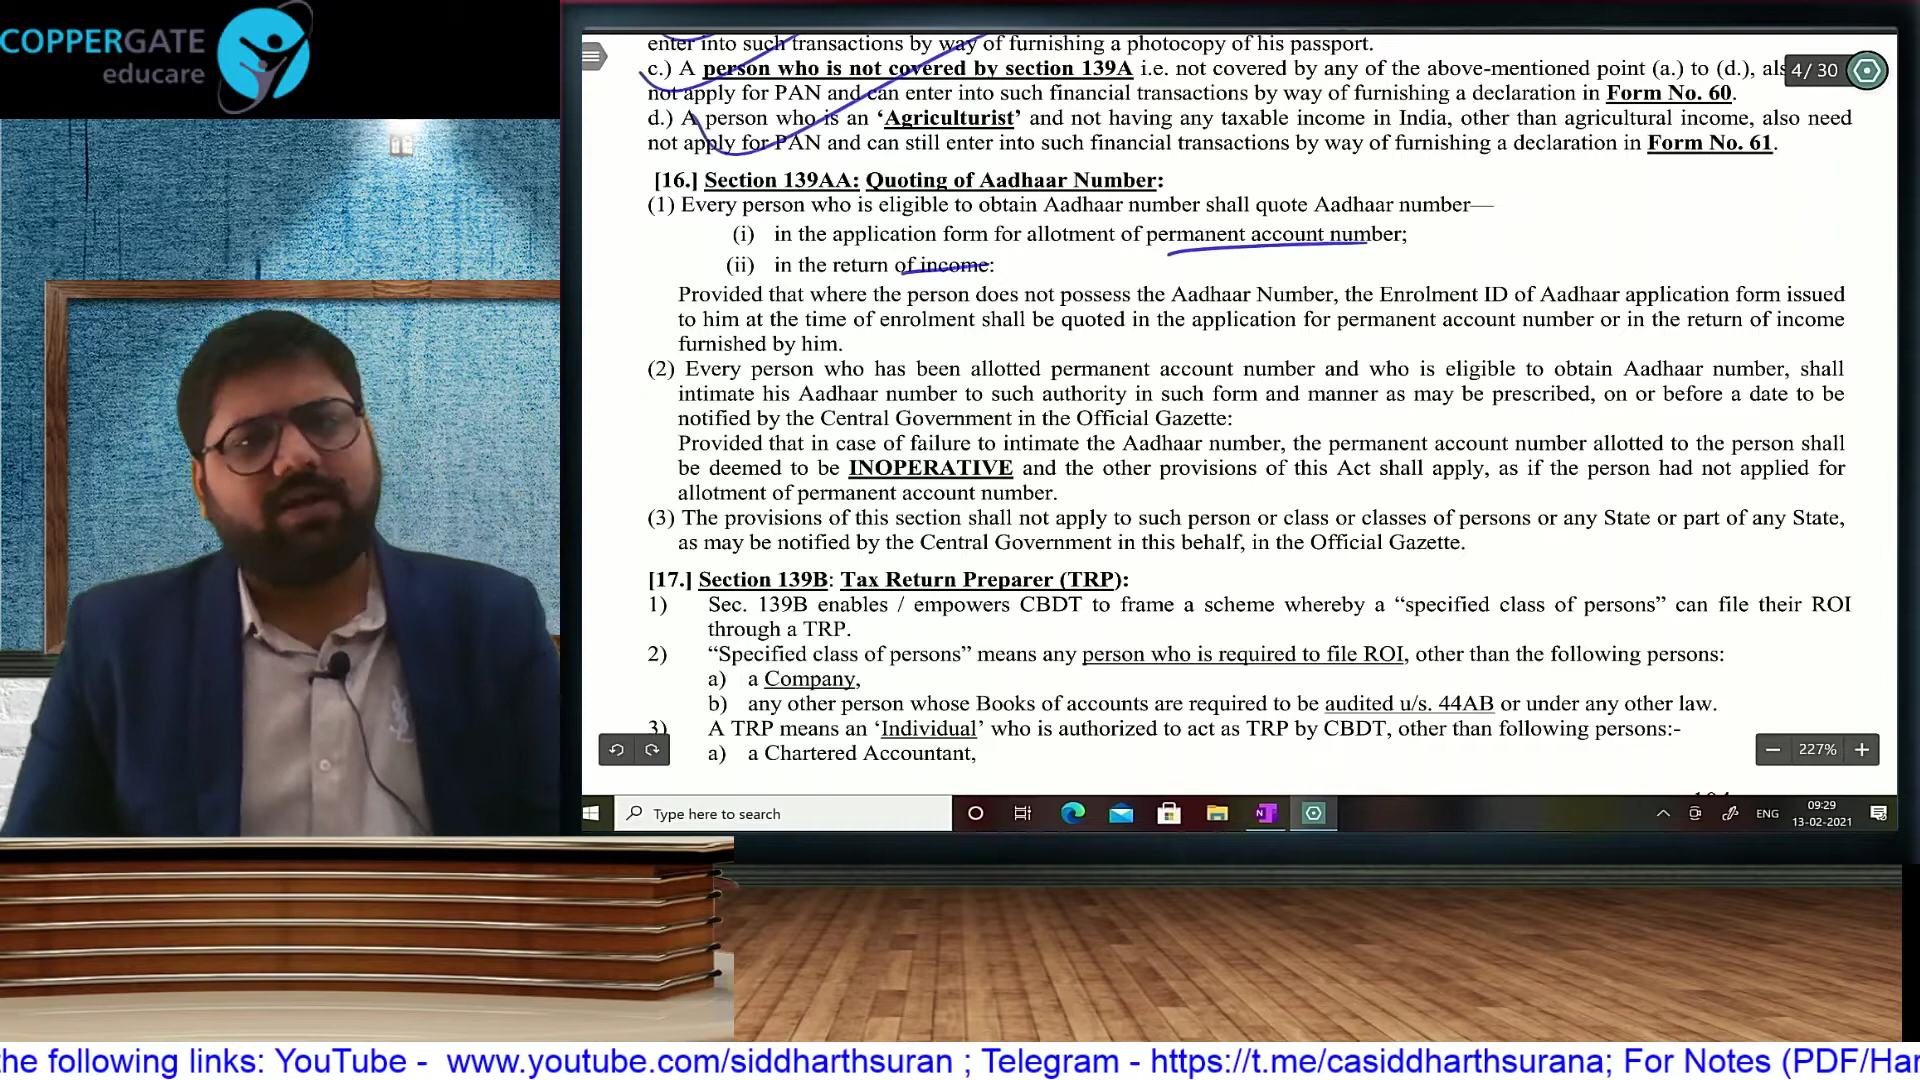 COPPERGATE
educare
enter into such transactions by way of furnishing a photocopy of his passport.
c.) A person who is not covered by section 139A i.e. not covered by any of the above-mentioned point (a.) to (d.), als
4/30
not apply for PAN and can enter into such financial transactions by way of furnishing a declaration in Form No. 60.
d.) A person who is an ‘Agriculturist’ and not having any taxable income in India, other than agricultural income, also need
not apply for PAN and can still enter into such financial transactions by way of furnishing a declaration in Form No. 61.
[16.] Section 139AA: Quoting of Aadhaar Number:
(1) Every person who is eligible to obtain Aadhaar number shall quote Aadhaar number—
(i) in the application form for allotment of permanent account number;
(ii) in the return of income:
Provided that where the person does not possess the Aadhaar Number, the Enrolment ID of Aadhaar application form issued
to him at the time of enrolment shall be quoted in the application for permanent account number or in the return of income
furnished by him.
(2) Every person who has been allotted permanent account number and who is eligible to obtain Aadhaar number, shall
intimate his Aadhaar number to such authority in such form and manner as may be prescribed, on or before a date to be
notified by the Central Government in the Official Gazette:
Provided that in case of failure to intimate the Aadhaar number, the permanent account number allotted to the person shall
be deemed to be INOPERATIVE and the other provisions of this Act shall apply, as if the person had not applied for
allotment of permanent account number.
(3) The provisions of this section shall not apply to such person or class or classes of persons or any State or part of any State,
as may be notified by the Central Government in this behalf, in the Official Gazette.
[17.] Section 139B: Tax Return Preparer (TRP):
1) Sec. 139B enables / empowers CBDT to frame a scheme whereby a “specified class of persons” can file their ROI
through a TRP.
2) “Specified class of persons” means any person who is required to file ROI, other than the following persons:
a) a Company,
b) any other person whose Books of accounts are required to be audited u/s. 44AB or under any other law.
3) A TRP means an ‘Individual’ who is authorized to act as TRP by CBDT, other than following persons:-
a) a Chartered Accountant,
227%
Type here to search
ENG
09:29
13-02-2021
the following links: YouTube - www.youtube.com/siddharthsuran ; Telegram - https://t.me/casiddharthsurana; For Notes (PDF/Har